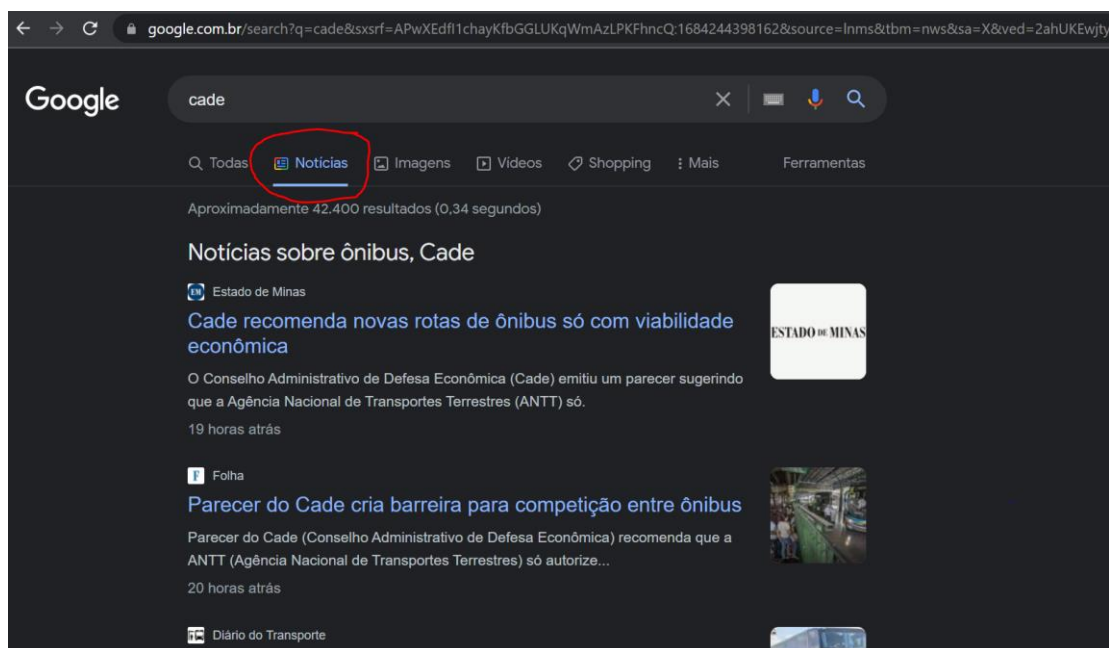 google.com.br/search?q=cade&sxsrf=APwXEdfl1chayKfbGGLUKqWmAzLPKFhncQ:1684244398162&source=lnms&tbm=nws&sa=X&ved=2ahUKEwjty
Google
cade
Todas Notícias Imagens Vídeos Shopping Mais Ferramentas
Aproximadamente 42.400 resultados (0,34 segundos)
Notícias sobre ônibus, Cade
EM Estado de Minas
Cade recomenda novas rotas de ônibus só com viabilidade
econômica
ESTADO DE MINAS
O Conselho Administrativo de Defesa Econômica (Cade) emitiu um parecer sugerindo
que a Agência Nacional de Transportes Terrestres (ANTT) só.
19 horas atrás
F Folha
Parecer do Cade cria barreira para competição entre ônibus
Parecer do Cade (Conselho Administrativo de Defesa Econômica) recomenda que a
ANTT (Agência Nacional de Transportes Terrestres) só autorize...
20 horas atrás
Diário do Transporte